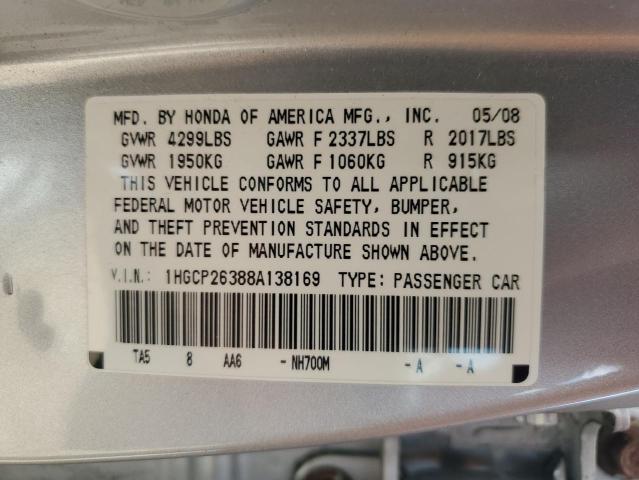 MFD. BY HONDA OF AMERICA MFG., INC. 05/08
GVWR 4299LBS GAWR F 2337LBS R 2017LBS
GVWR 1950KG GAWR F 1060KG R 915KG
THIS VEHICLE CONFORMS TO ALL APPLICABLE
FEDERAL MOTOR VEHICLE SAFETY, BUMPER,
AND THEFT PREVENTION STANDARDS IN EFFECT
ON THE DATE OF MANUFACTURE SHOWN ABOVE.
V.I.N.: 1HGCP26388A138169 TYPE: PASSENGER CAR
TA5 8 AA6 - NH700M - A - A